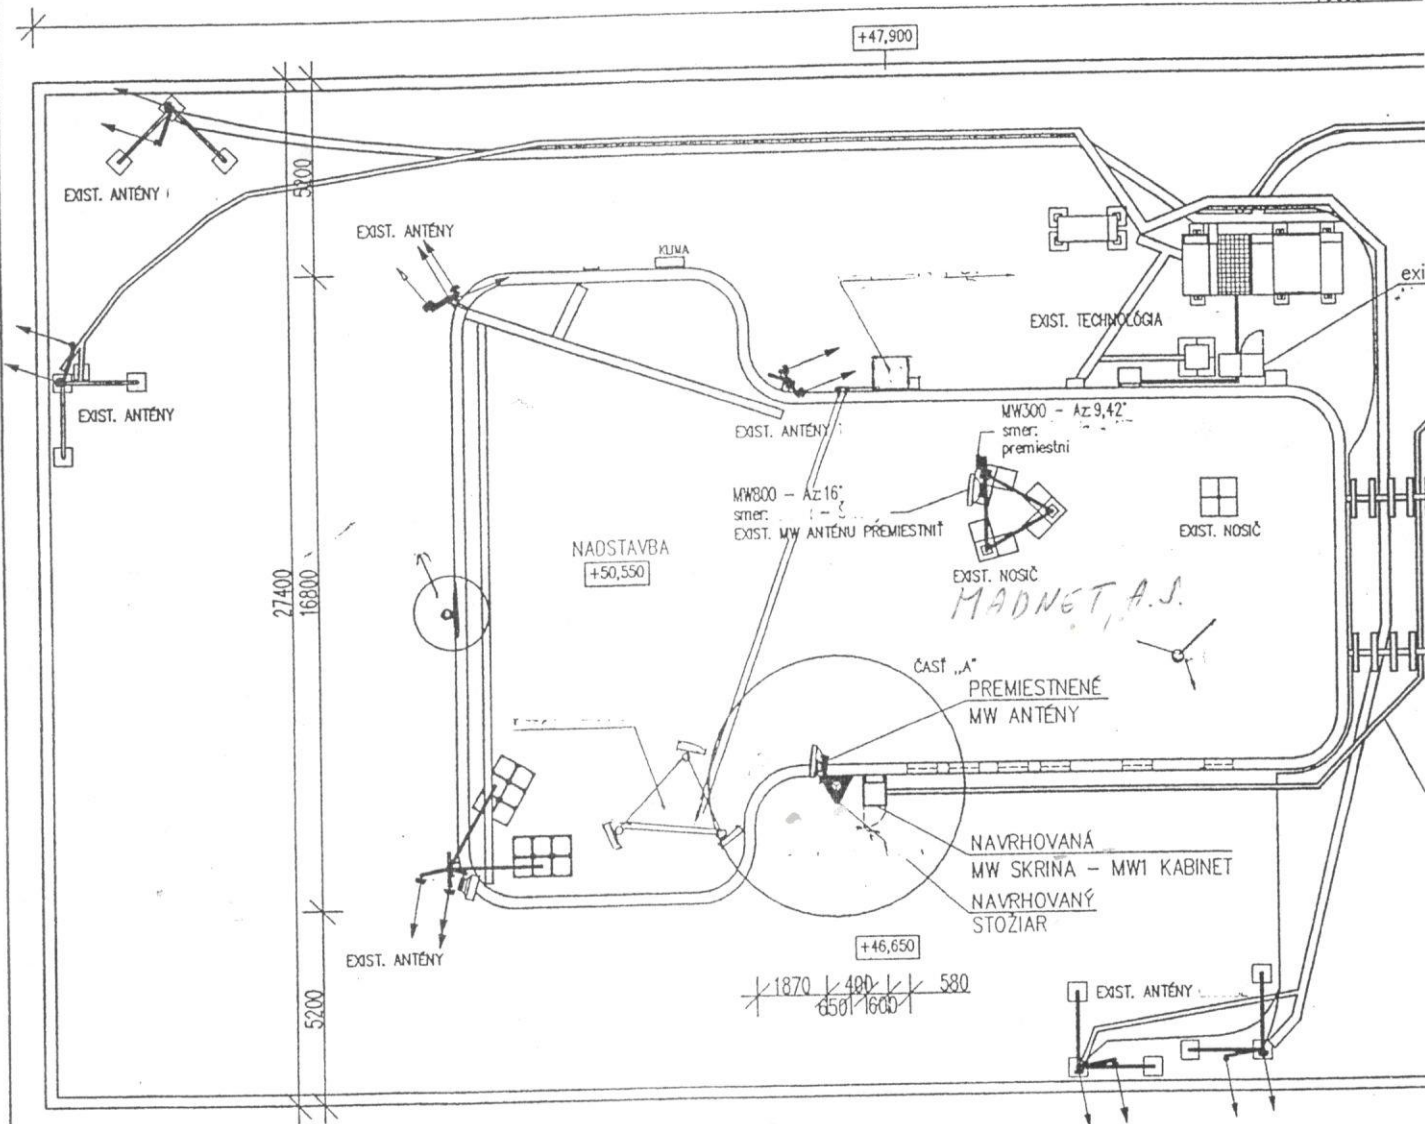 +47,900
5200
EXIST. ANTÉNY
EXIST. ANTÉNY
KLIMA
EXIST. TECHNOLÓGIA
EXIST. ANTÉNY
MW300 - Az:9,42°
smer:
premiestni
EXIST. ANTÉNY
MW800 - Az:16°
smer:
EXIST. MW ANTÉNU PREMIESTNIŤ
EXIST. NOSIČ
NADSTAVBA
+50,550
EXIST. NOSIČ
MADNET, A.S.
27400
16800
ČASŤ „A"
PREMIESTNENÉ
MW ANTÉNY
NAVRHOVANÁ
MW SKRIŇA - MW1 KABINET
NAVRHOVANÝ
STOŽIAR
+46,650
EXIST. ANTÉNY
1870 400 580
650 600
EXIST. ANTÉNY
5200